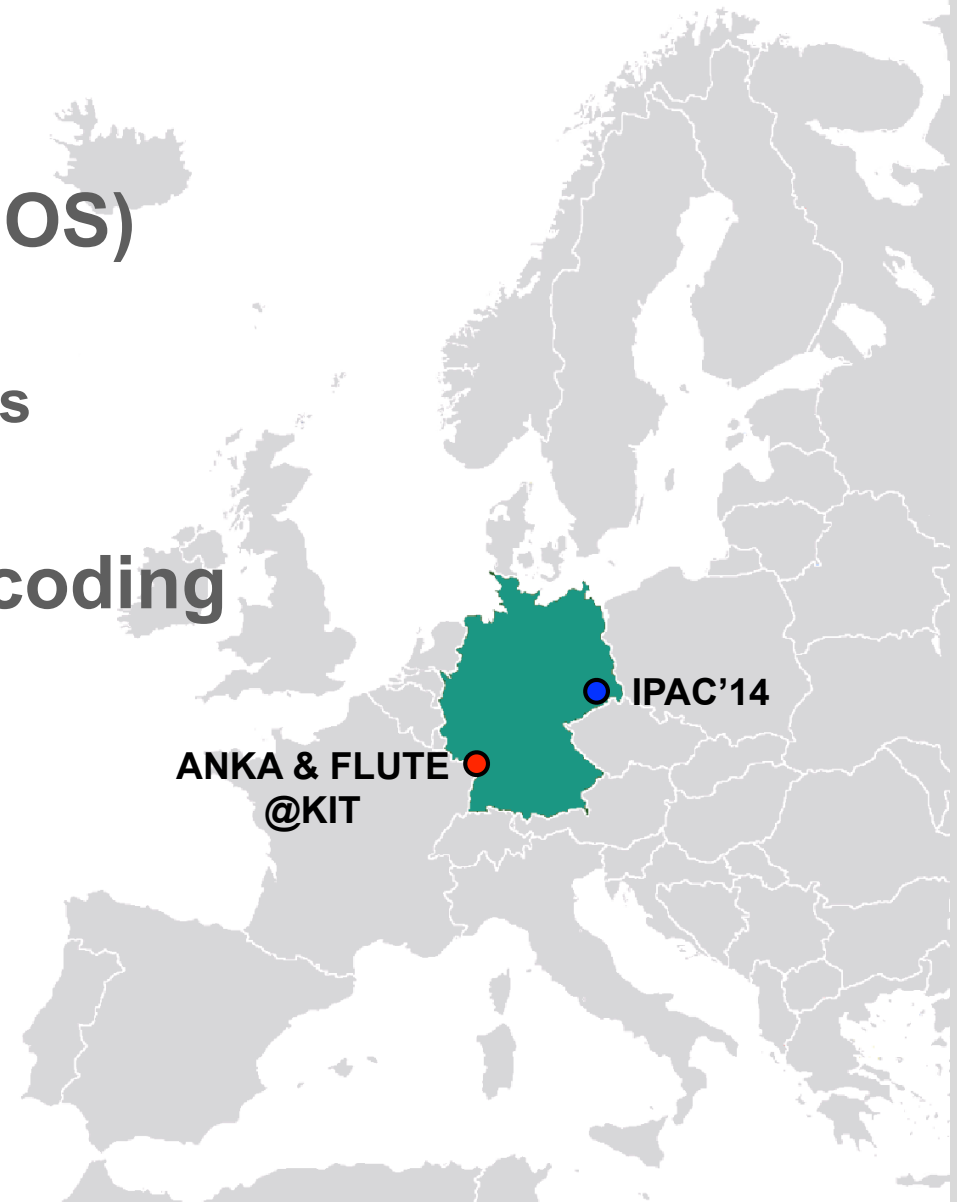 OS)
s
coding
IPAC’14
ANKA & FLUTE
@KIT